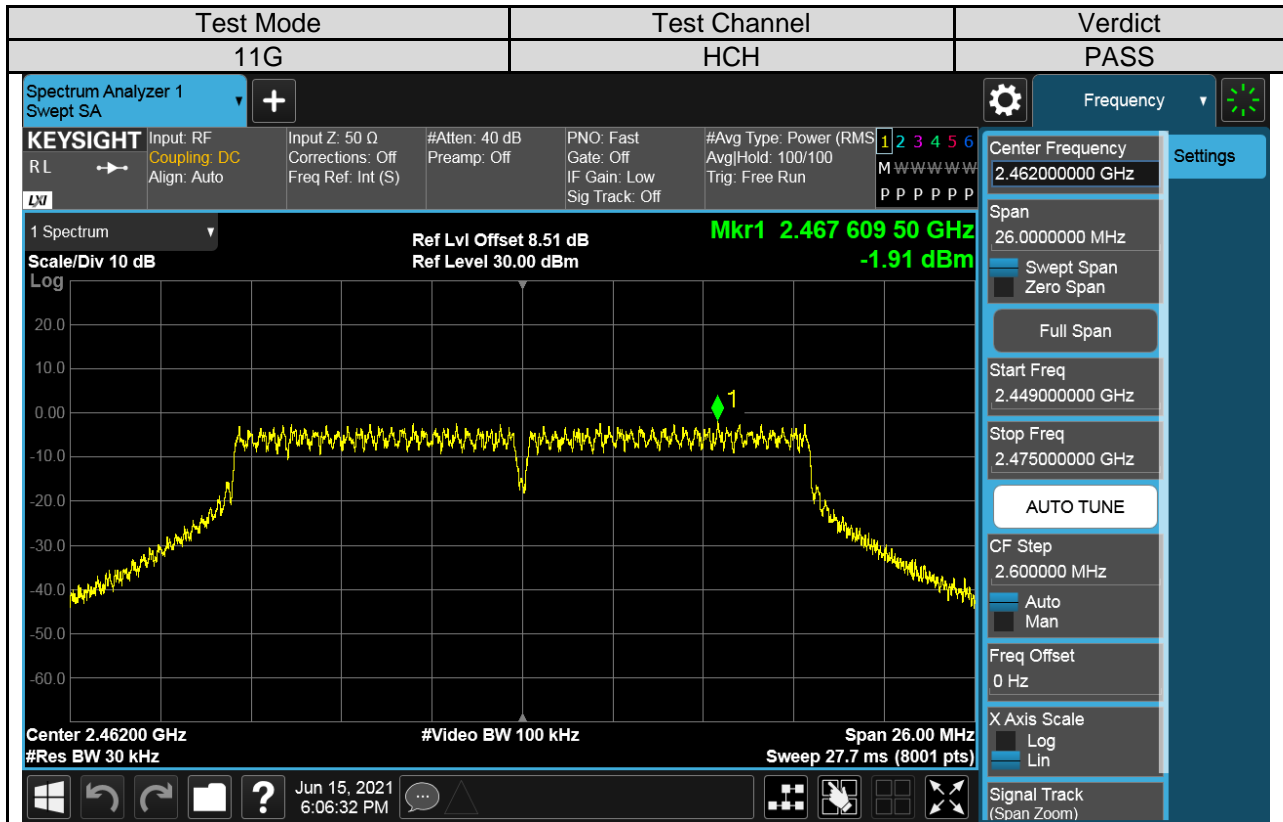 Test Mode Test Channel Verdict
11G HCH PASS
Spectrum Analyzer 1
Swept SA
+
Frequency
KEYSIGHT
RL
LXI
Input: RF
Coupling: DC
Align: Auto
Input Z: 50 Ω
Corrections: Off
Freq Ref: Int (S)
#Atten: 40 dB
Preamp: Off
PNO: Fast
Gate: Off
IF Gain: Low
Sig Track: Off
#Avg Type: Power (RMS
Avg|Hold: 100/100
Trig: Free Run
1 2 3 4 5 6
M W W W W W
P P P P P P
1 Spectrum
Scale/Div 10 dB
Ref Lvl Offset 8.51 dB
Ref Level 30.00 dBm
Mkr1 2.467 609 50 GHz
-1.91 dBm
Log
20.0
10.0
0.00
-10.0
-20.0
-30.0
-40.0
-50.0
-60.0
1
Center 2.46200 GHz
#Res BW 30 kHz
#Video BW 100 kHz
Span 26.00 MHz
Sweep 27.7 ms (8001 pts)
Center Frequency
2.462000000 GHz
Span
26.0000000 MHz
Swept Span
Zero Span
Full Span
Start Freq
2.449000000 GHz
Stop Freq
2.475000000 GHz
AUTO TUNE
CF Step
2.600000 MHz
Auto
Man
Freq Offset
0 Hz
X Axis Scale
Log
Lin
Signal Track
(Span Zoom)
Settings
?
Jun 15, 2021
6:06:32 PM